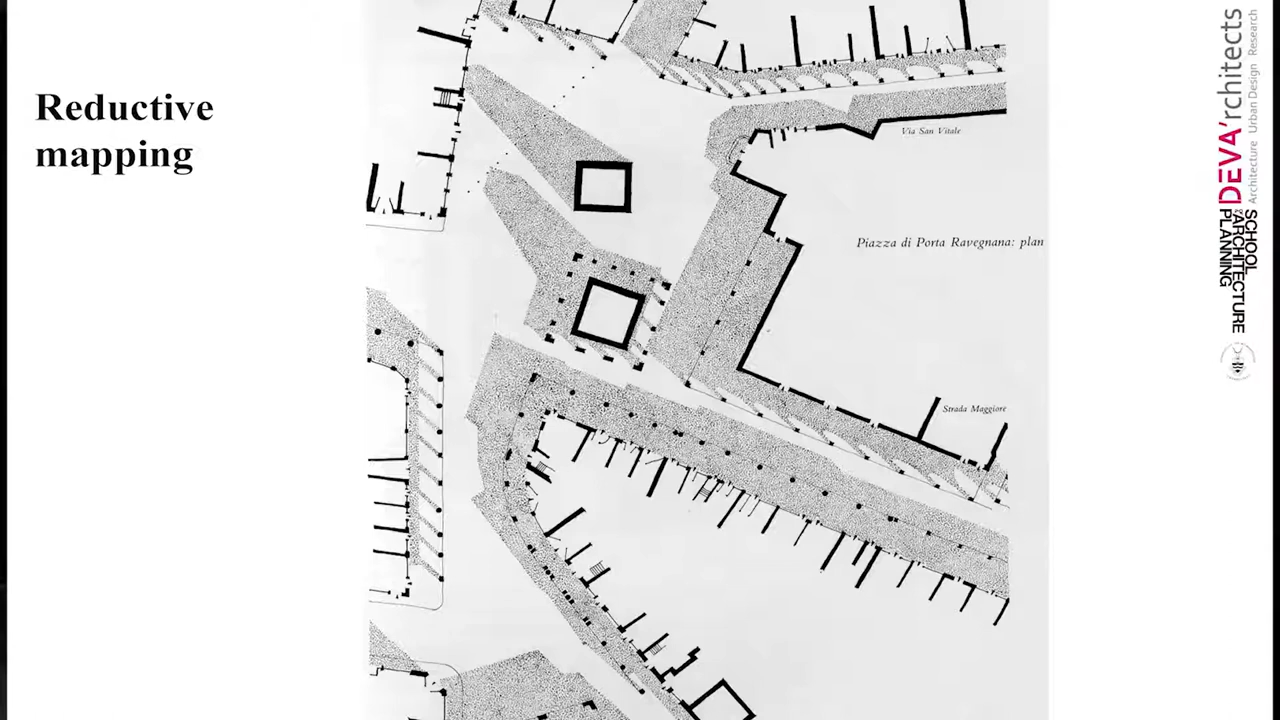 Reductive
mapping
Via San Vitale
Piazza di Porta Ravegnana: plan
Strada Maggiore
DEVA'rchitects
Architecture Urban Design Research
SCHOOL
ARCHITECTURE
PLANNING